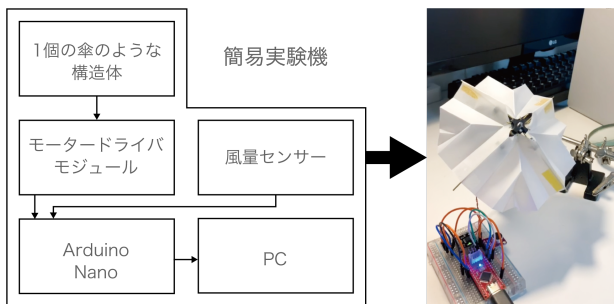 1個の傘のような
構造体
簡易実験機
モータードライバ
モジュール
風量センサー
Arduino
Nano
PC